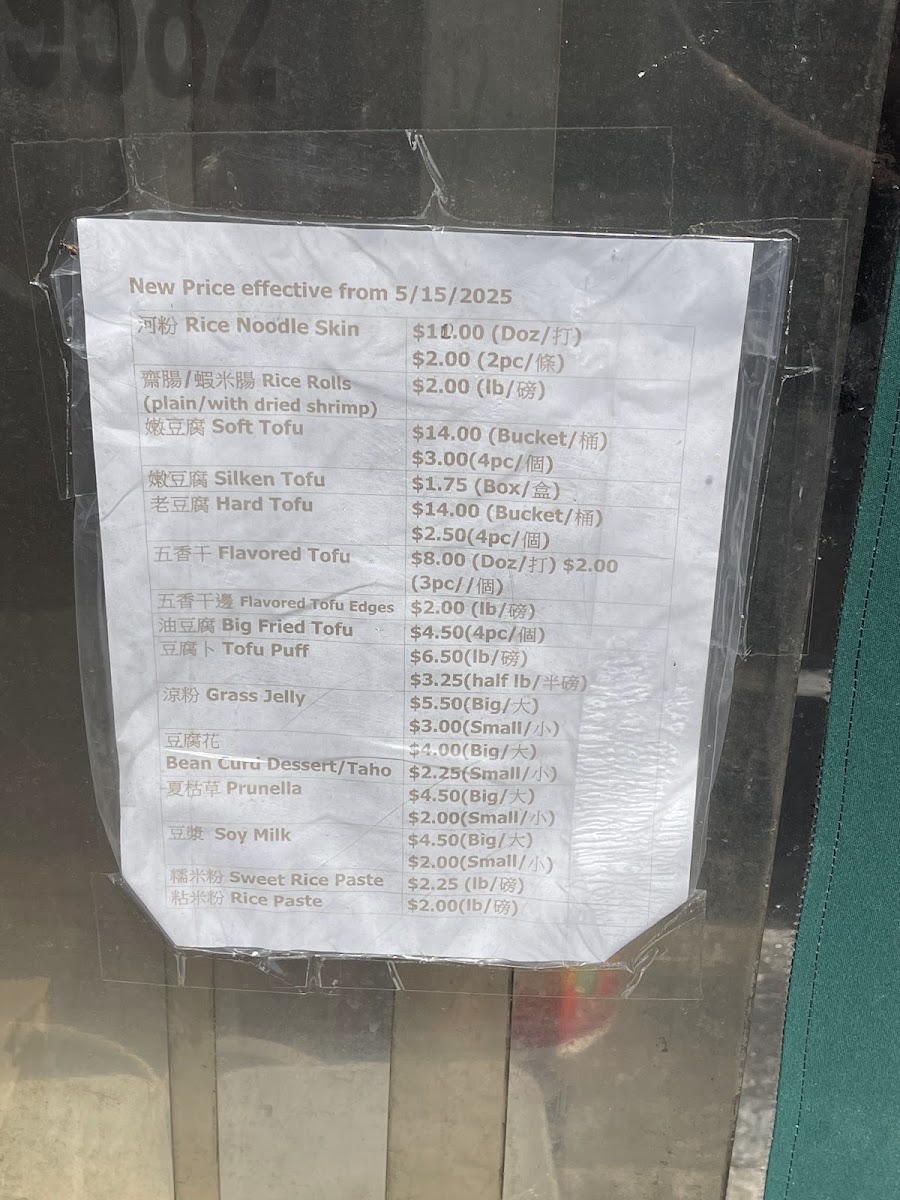 New Price effective from 5/15/2025
河粉 Rice Noodle Skin
$11.00 (Doz/打)
$2.00 (2pc/條)
齋腸/蝦米腸 Rice Rolls
(plain/with dried shrimp)
$2.00 (lb/磅)
嫩豆腐 Soft Tofu
$14.00 (Bucket/桶)
$3.00(4pc/個)
嫩豆腐 Silken Tofu
$1.75 (Box/盒)
老豆腐 Hard Tofu
$14.00 (Bucket/桶)
$2.50(4pc/個)
五香干 Flavored Tofu
$8.00 (Doz/打) $2.00
(3pc//個)
五香干邊 Flavored Tofu Edges
$2.00 (lb/磅)
油豆腐 Big Fried Tofu
$4.50(4pc/個)
豆腐卜 Tofu Puff
$6.50(lb/磅)
$3.25(half lb/半磅)
涼粉 Grass Jelly
$5.50(Big/大)
$3.00(Small/小)
豆腐花
Bean Curd Dessert/Taho
$4.00(Big/大)
$2.25(Small/小)
夏枯草 Prunella
$4.50(Big/大)
$2.00(Small/小)
豆漿 Soy Milk
$4.50(Big/大)
$2.00(Small/小)
糯米粉 Sweet Rice Paste
$2.25 (lb/磅)
粘米粉 Rice Paste
$2.00(lb/磅)